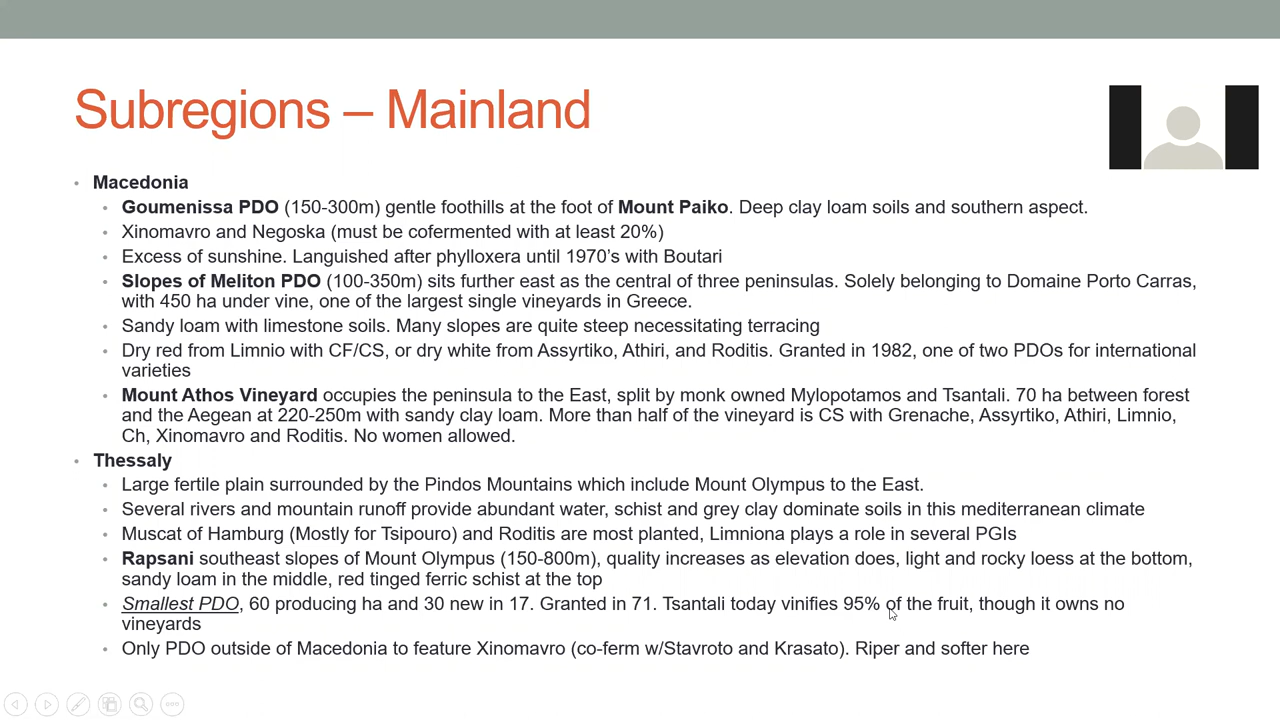 Subregions – Mainland
• Macedonia
• Goumenissa PDO (150-300m) gentle foothills at the foot of Mount Paiko. Deep clay loam soils and southern aspect.
• Xinomavro and Negoska (must be cofermented with at least 20%)
• Excess of sunshine. Languished after phylloxera until 1970’s with Boutari
• Slopes of Meliton PDO (100-350m) sits further east as the central of three peninsulas. Solely belonging to Domaine Porto Carras,
with 450 ha under vine, one of the largest single vineyards in Greece.
• Sandy loam with limestone soils. Many slopes are quite steep necessitating terracing
• Dry red from Limnio with CF/CS, or dry white from Assyrtiko, Athiri, and Roditis. Granted in 1982, one of two PDOs for international
varieties
• Mount Athos Vineyard occupies the peninsula to the East, split by monk owned Mylopotamos and Tsantali. 70 ha between forest
and the Aegean at 220-250m with sandy clay loam. More than half of the vineyard is CS with Grenache, Assyrtiko, Athiri, Limnio,
Ch, Xinomavro and Roditis. No women allowed.
• Thessaly
• Large fertile plain surrounded by the Pindos Mountains which include Mount Olympus to the East.
• Several rivers and mountain runoff provide abundant water, schist and grey clay dominate soils in this mediterranean climate
• Muscat of Hamburg (Mostly for Tsipouro) and Roditis are most planted, Limniona plays a role in several PGIs
• Rapsani southeast slopes of Mount Olympus (150-800m), quality increases as elevation does, light and rocky loess at the bottom,
sandy loam in the middle, red tinged ferric schist at the top
• Smallest PDO, 60 producing ha and 30 new in 17. Granted in 71. Tsantali today vinifies 95% of the fruit, though it owns no
vineyards
• Only PDO outside of Macedonia to feature Xinomavro (co-ferm w/Stavroto and Krasato). Riper and softer here